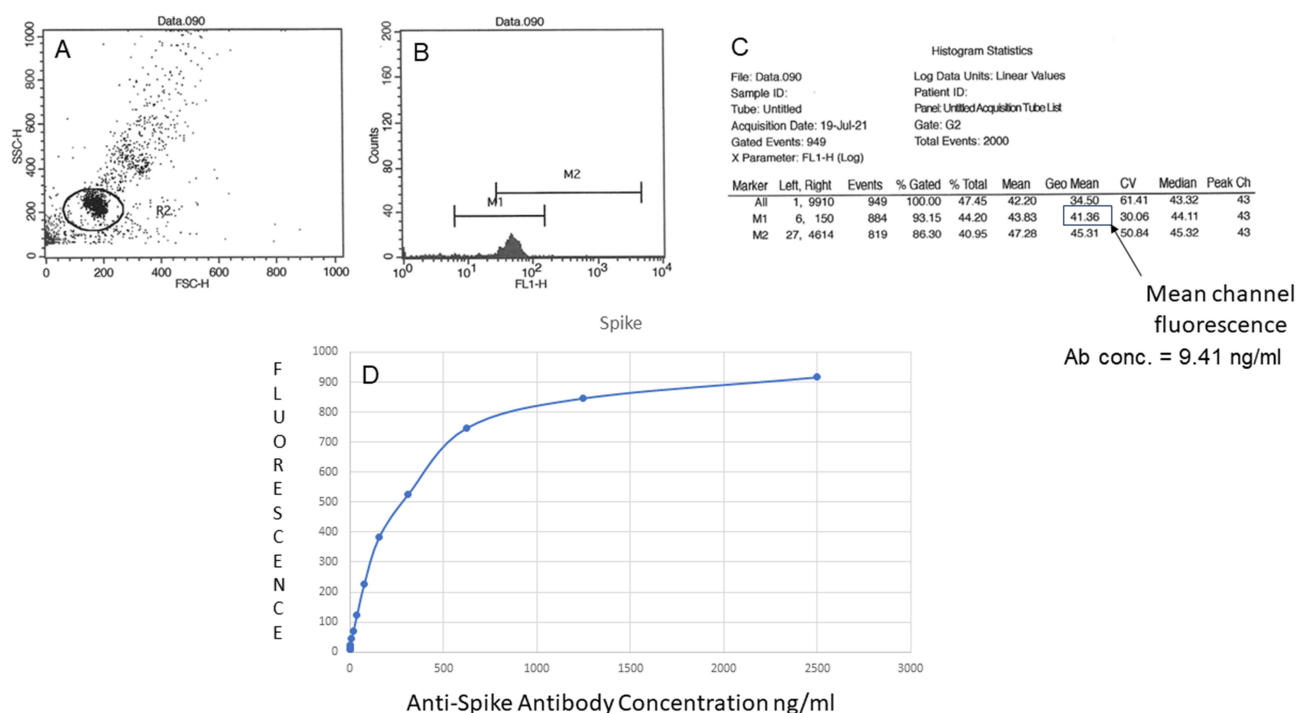 Data.090
A
1000
800
600
400
200
0
SSC-H
R2
0 200 400 600 800 1000
FSC-H
Data.090
B
200
160
120
80
40
0
Counts
M2
M1
10^0 10^1 10^2 10^3 10^4
FL1-H
C
Histogram Statistics
File: Data.090 Log Data Units: Linear Values
Sample ID: Patient ID:
Tube: Untitled Panel: Untitled Acquisition Tube List
Acquisition Date: 19-Jul-21 Gate: G2
Gated Events: 949 Total Events: 2000
X Parameter: FL1-H (Log)
Marker Left, Right Events % Gated % Total Mean Geo Mean CV Median Peak Ch
All 1, 9910 949 100.00 47.45 42.20 34.50 61.41 43.32 43
M1 6, 150 884 93.15 44.20 43.83 41.36 30.06 44.11 43
M2 27, 4614 819 86.30 40.95 47.28 45.31 50.84 45.32 43
Mean channel
fluorescence
Ab conc. = 9.41 ng/ml
Spike
D
FLUORESCENCE
1000
900
800
700
600
500
400
300
200
100
0
0 500 1000 1500 2000 2500 3000
Anti-Spike Antibody Concentration ng/ml